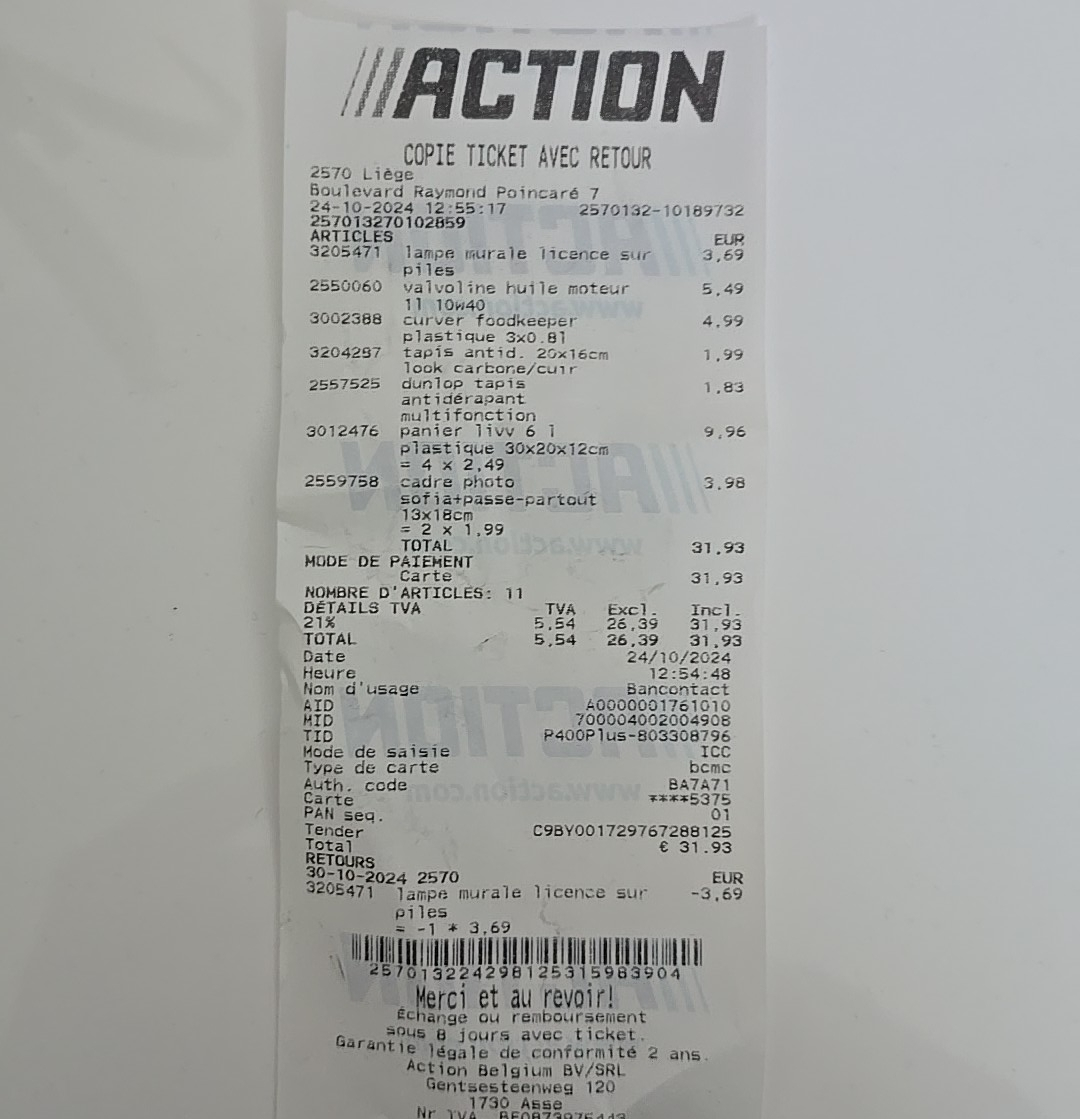 ///ACTION
COPIE TICKET AVEC RETOUR
2570 Liège
Boulevard Raymond Poincaré 7
24-10-2024 12:55:17 2570132-10189732
257013270102859
ARTICLES EUR
3205471 lampe murale licence sur 3,69
piles
2550060 valvoline huile moteur 5,49
1l 10w40
3002388 curver foodkeeper 4,99
plastique 3x0.8l
3204287 tapis antid. 20x16cm 1,99
look carbone/cuir
2557525 dunlop tapis 1,83
antidérapant
multifonction
3012476 panier livv 6 l 9,96
plastique 30x20x12cm
= 4 x 2,49
2559758 cadre photo 3,98
sofia+passe-partout
13x18cm
= 2 x 1,99
TOTAL 31,93
MODE DE PAIEMENT
Carte 31,93
NOMBRE D'ARTICLES: 11
DÉTAILS TVA TVA Excl. Incl.
21% 5,54 26,39 31,93
TOTAL 5,54 26,39 31,93
Date 24/10/2024
Heure 12:54:48
Nom d'usage Bancontact
AID A0000001761010
MID 700004002004908
TID P400Plus-803308796
Mode de saisie ICC
Type de carte bcmc
Auth. code BA7A71
Carte ****5375
PAN seq. 01
Tender C9BY001729767288125
Total € 31.93
RETOURS
30-10-2024 2570 EUR
3205471 lampe murale licence sur -3,69
piles
= -1 * 3,69
2570132242981253159839​04
Merci et au revoir!
Échange ou remboursement
sous 8 jours avec ticket.
Garantie légale de conformité 2 ans.
Action Belgium BV/SRL
Gentsesteenweg 120
1730 Asse
Nr TVA